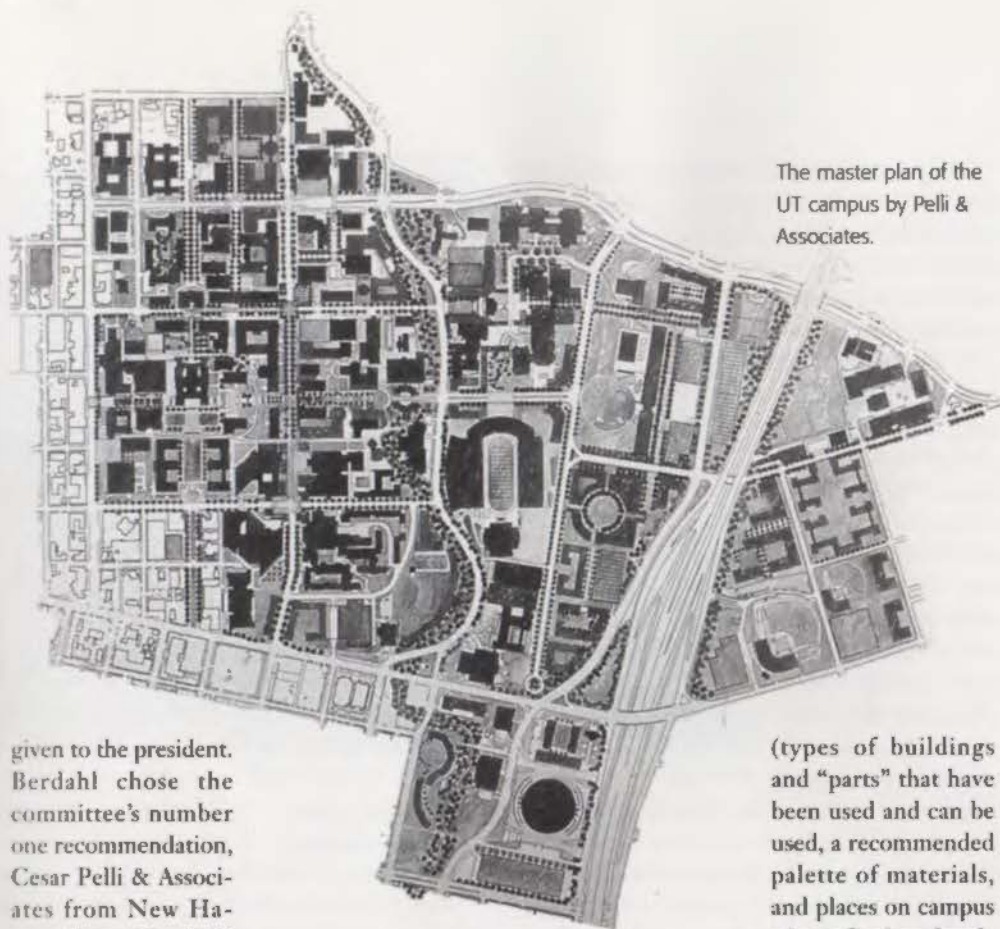 The master plan of the
UT campus by Pelli &
Associates.
given to the president.
Berdahl chose the
committee's number
one recommendation,
Cesar Pelli & Associ-
ates from New Ha-
(types of buildings
and "parts" that have
been used and can be
used, a recommended
palette of materials,
and places on campus